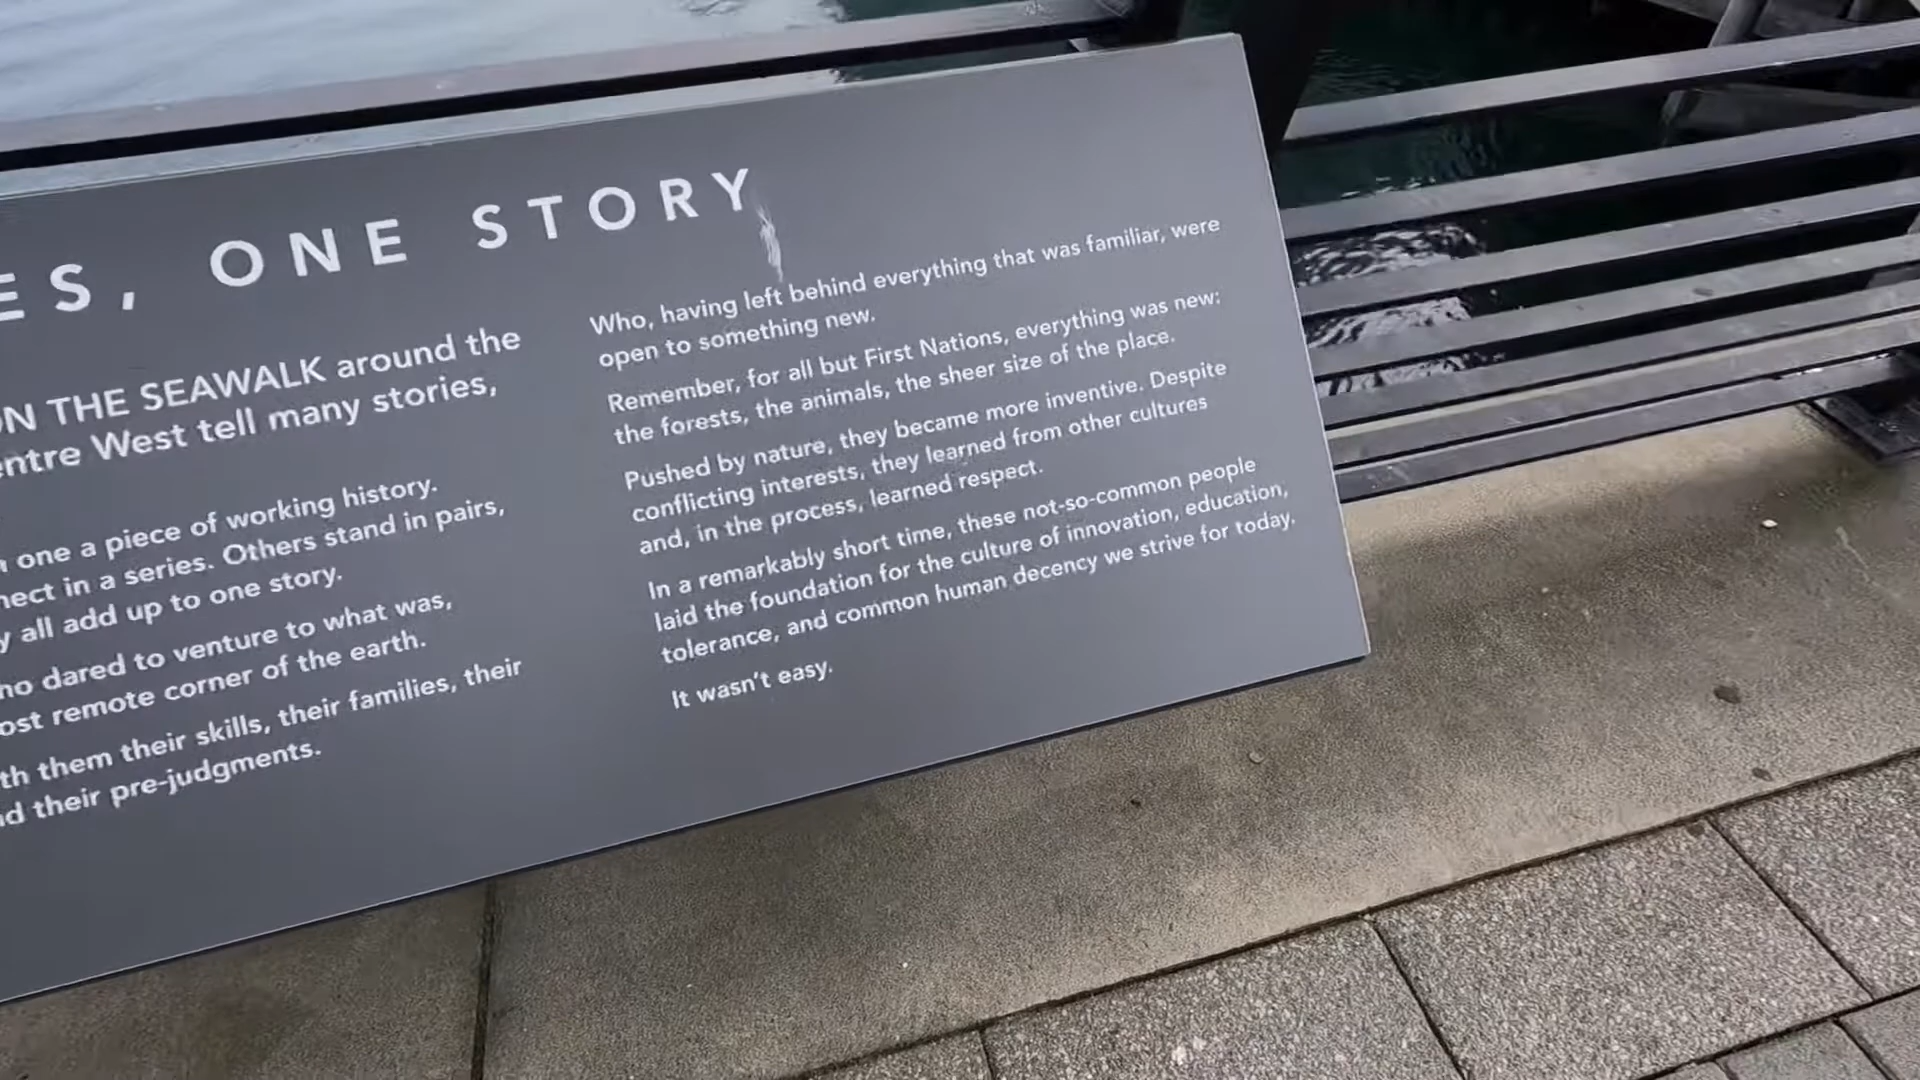 ES, ONE STORY
ON THE SEAWALK around the
entre West tell many stories,
one a piece of working history.
nect in a series. Others stand in pairs,
y all add up to one story.
ho dared to venture to what was,
ost remote corner of the earth.
th them their skills, their families, their
nd their pre-judgments.
Who, having left behind everything that was familiar, were
open to something new.
Remember, for all but First Nations, everything was new:
the forests, the animals, the sheer size of the place.
Pushed by nature, they became more inventive. Despite
conflicting interests, they learned from other cultures
and, in the process, learned respect.
In a remarkably short time, these not-so-common people
laid the foundation for the culture of innovation, education,
tolerance, and common human decency we strive for today.
It wasn't easy.